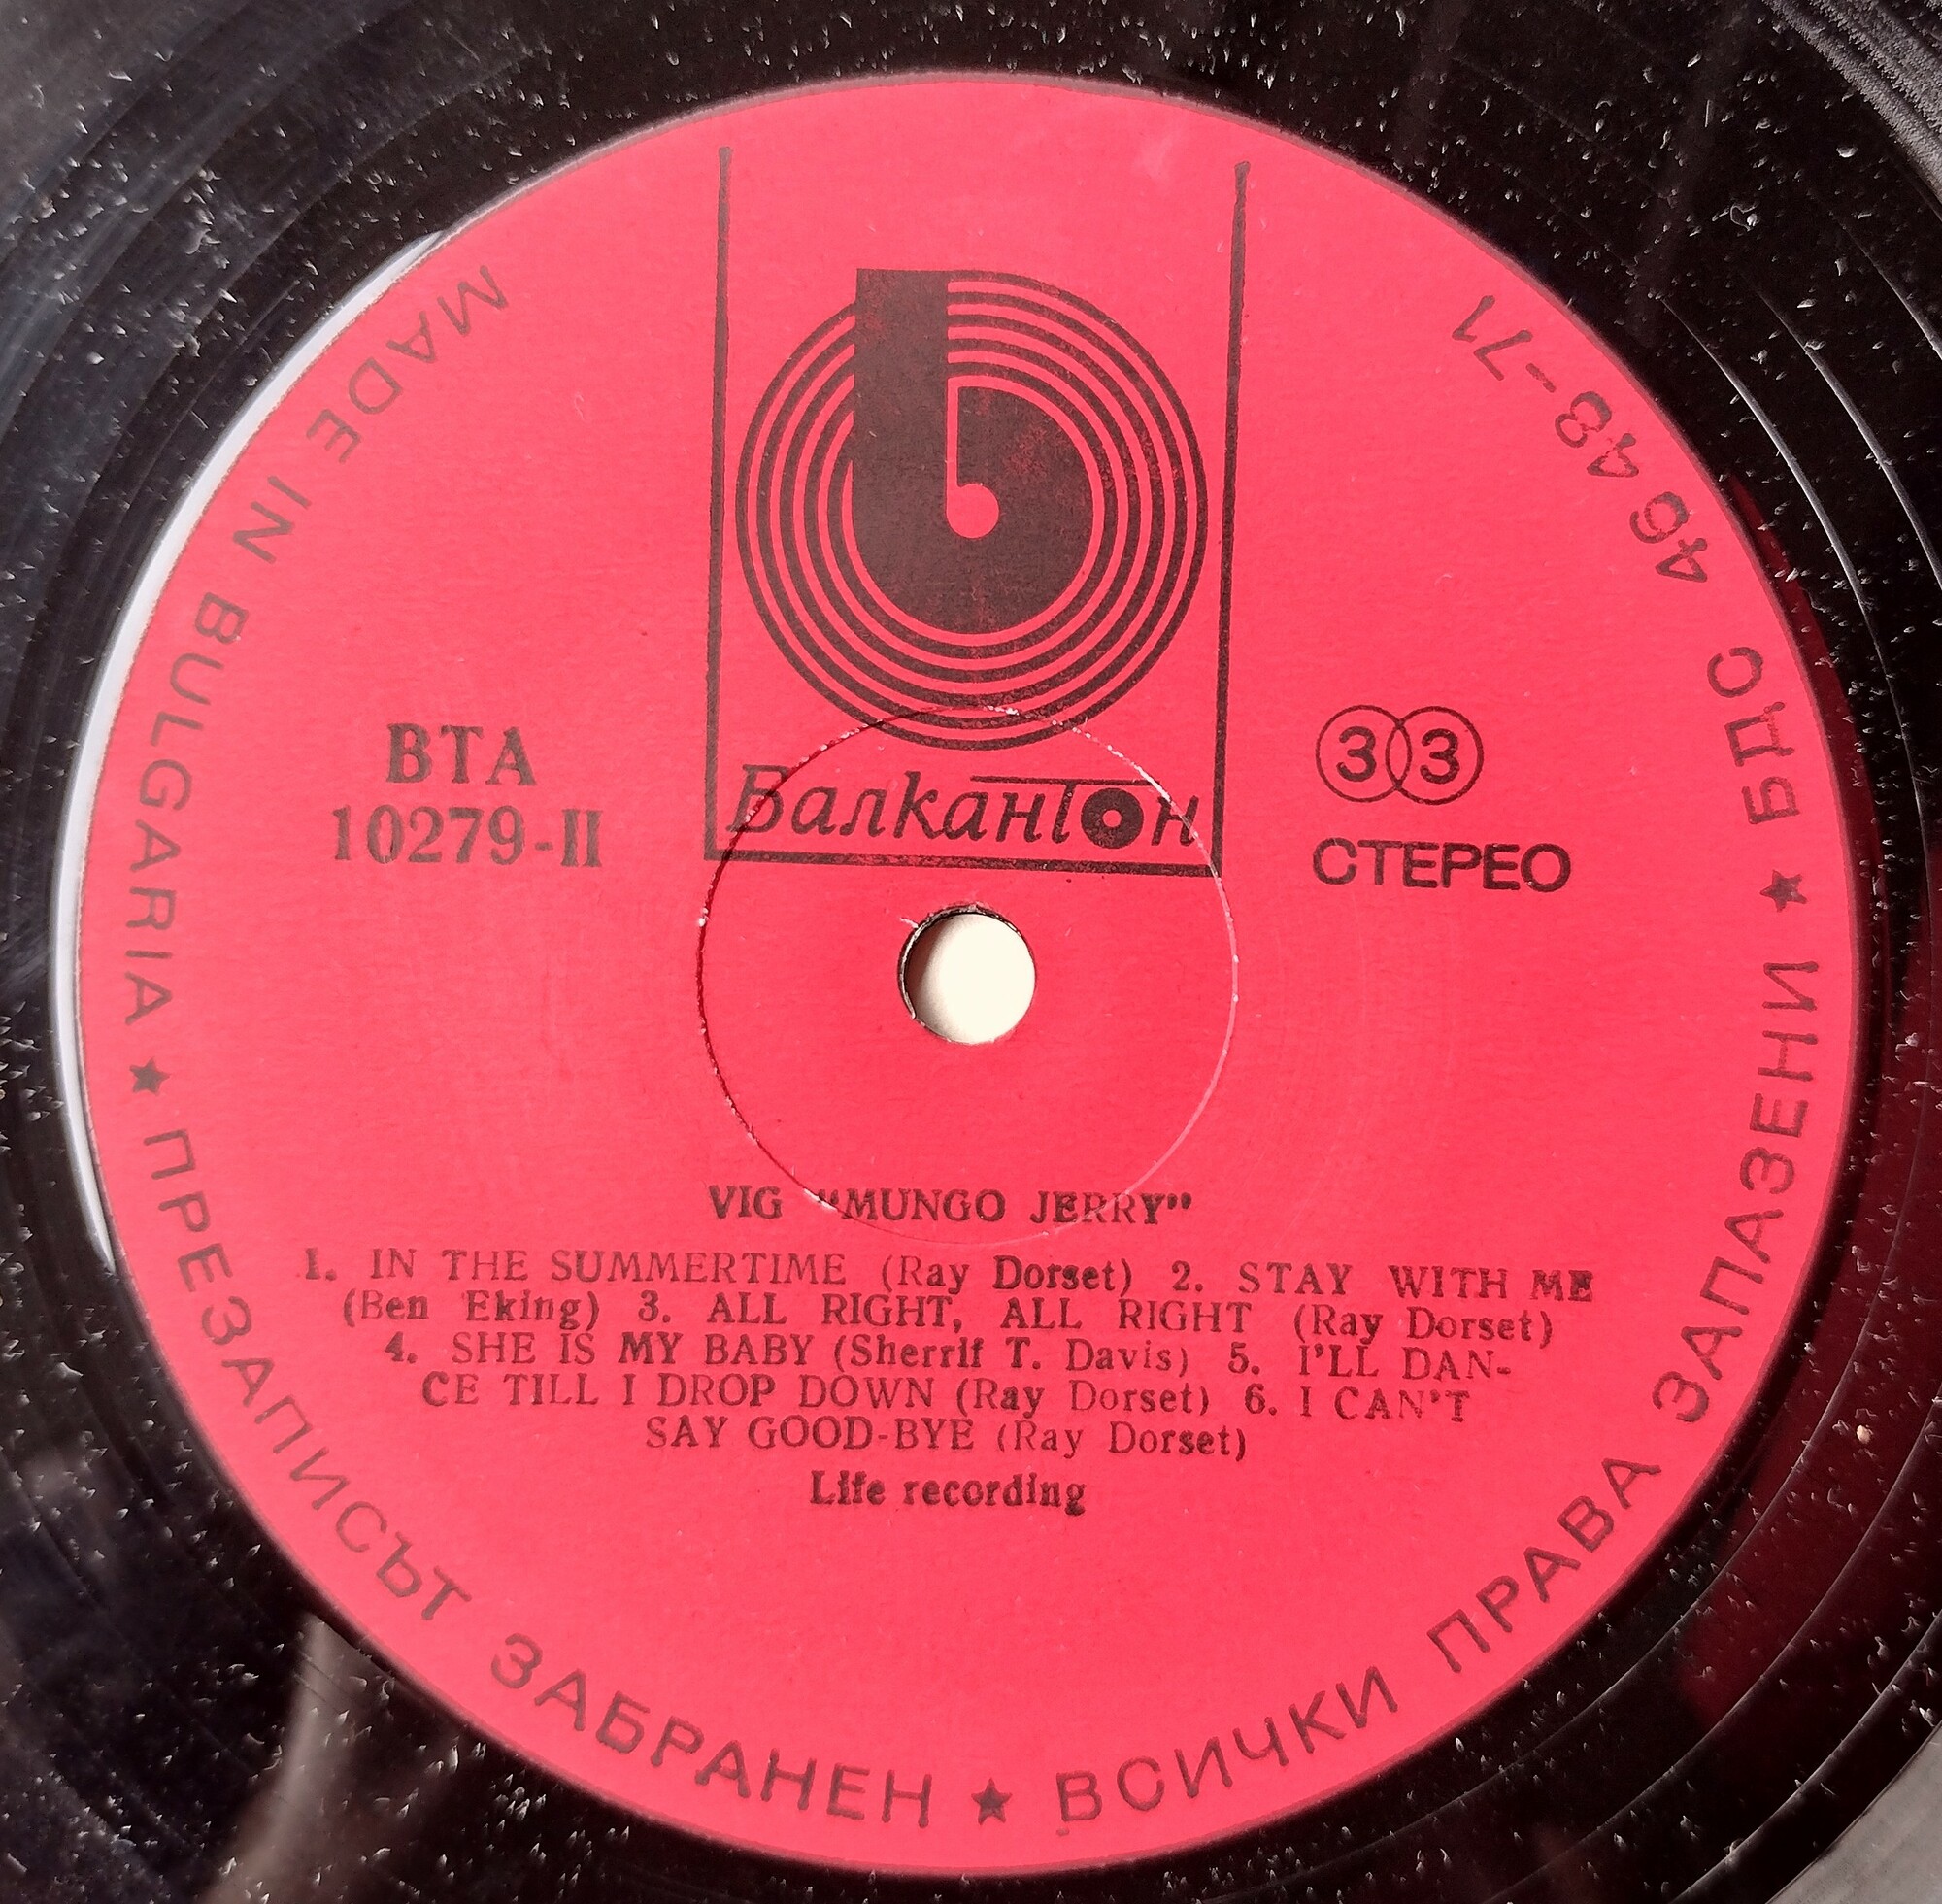 Балкантон
ВТА
10279-II
33
СТЕРЕО
VIG "MUNGO JERRY"
1. IN THE SUMMERTIME (Ray Dorset) 2. STAY WITH ME
(Ben Eking) 3. ALL RIGHT, ALL RIGHT (Ray Dorset)
4. SHE IS MY BABY (Sherrif T. Davis) 5. I'LL DAN-
CE TILL I DROP DOWN (Ray Dorset) 6. I CAN'T
SAY GOOD-BYE (Ray Dorset)
Life recording
MADE IN BULGARIA ★ ПРЕЗАПИСЪТ ЗАБРАНЕН ★ ВСИЧКИ ПРАВА ЗАПАЗЕНИ ★ БДС 4643-71